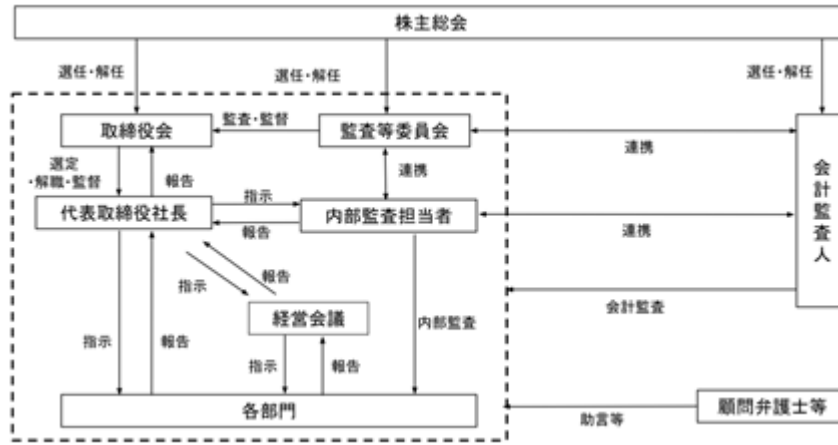 株主総会
選任・解任
選任・解任
選任・解任
取締役会
監査・監督
監査等委員会
連携
選定
・解職・監督
報告
連携
会計監査人
指示
代表取締役社長
内部監査担当者
報告
連携
報告
指示
会計監査
経営会議
内部監査
指示
報告
指示
報告
各部門
顧問弁護士等
助言等